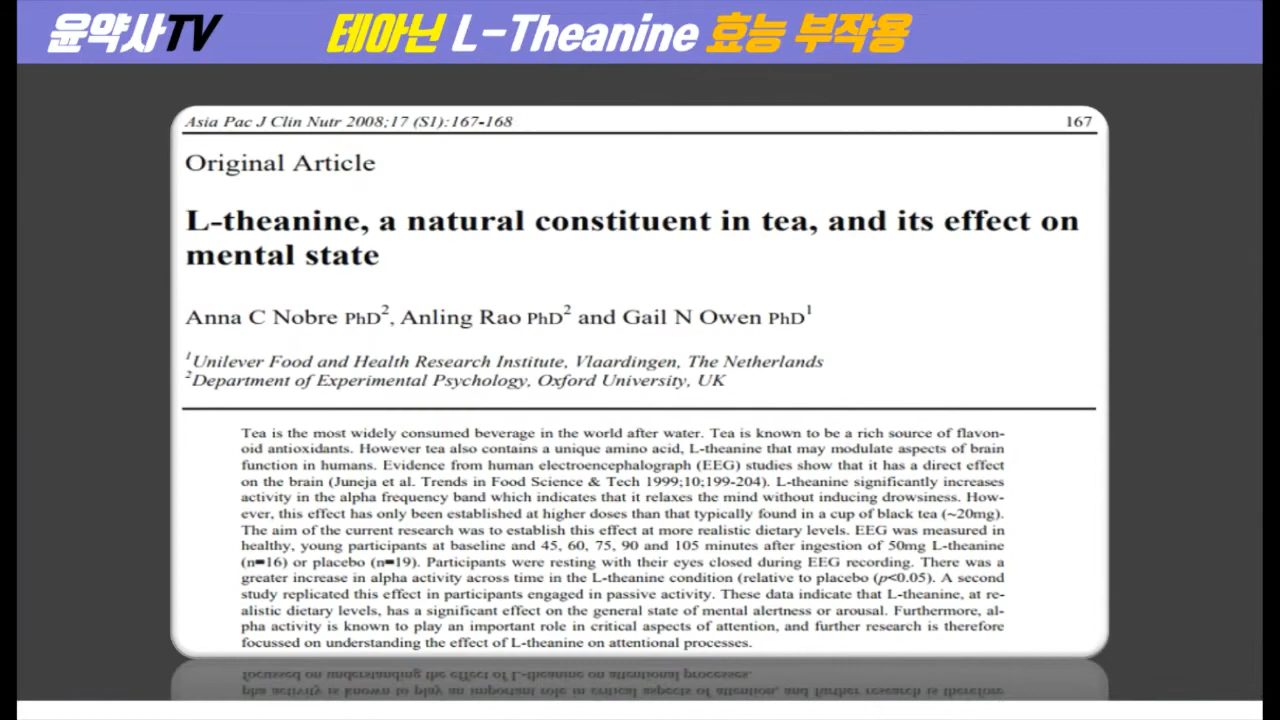 윤약사TV 테아닌 L-Theanine 효능 부작용
Asia Pac J Clin Nutr 2008;17 (S1):167-168 167
Original Article
L-theanine, a natural constituent in tea, and its effect on
mental state
Anna C Nobre PhD², Anling Rao PhD² and Gail N Owen PhD¹
¹Unilever Food and Health Research Institute, Vlaardingen, The Netherlands
²Department of Experimental Psychology, Oxford University, UK
Tea is the most widely consumed beverage in the world after water. Tea is known to be a rich source of flavon-
oid antioxidants. However tea also contains a unique amino acid, L-theanine that may modulate aspects of brain
function in humans. Evidence from human electroencephalograph (EEG) studies show that it has a direct effect
on the brain (Juneja et al. Trends in Food Science & Tech 1999;10;199-204). L-theanine significantly increases
activity in the alpha frequency band which indicates that it relaxes the mind without inducing drowsiness. How-
ever, this effect has only been established at higher doses than that typically found in a cup of black tea (~20mg).
The aim of the current research was to establish this effect at more realistic dietary levels. EEG was measured in
healthy, young participants at baseline and 45, 60, 75, 90 and 105 minutes after ingestion of 50mg L-theanine
(n=16) or placebo (n=19). Participants were resting with their eyes closed during EEG recording. There was a
greater increase in alpha activity across time in the L-theanine condition (relative to placebo (p<0.05). A second
study replicated this effect in participants engaged in passive activity. These data indicate that L-theanine, at re-
alistic dietary levels, has a significant effect on the general state of mental alertness or arousal. Furthermore, al-
pha activity is known to play an important role in critical aspects of attention, and further research is therefore
focussed on understanding the effect of L-theanine on attentional processes.